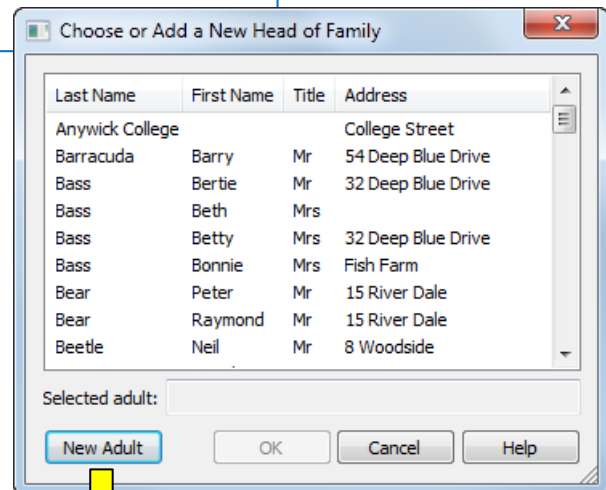 Choose or Add a New Head of Family
Last Name First Name Title Address
Anywick College College Street
Barracuda Barry Mr 54 Deep Blue Drive
Bass Bertie Mr 32 Deep Blue Drive
Bass Beth Mrs
Bass Betty Mrs 32 Deep Blue Drive
Bass Bonnie Mrs Fish Farm
Bear Peter Mr 15 River Dale
Bear Raymond Mr 15 River Dale
Beetle Neil Mr 8 Woodside
Selected adult:
New Adult OK Cancel Help